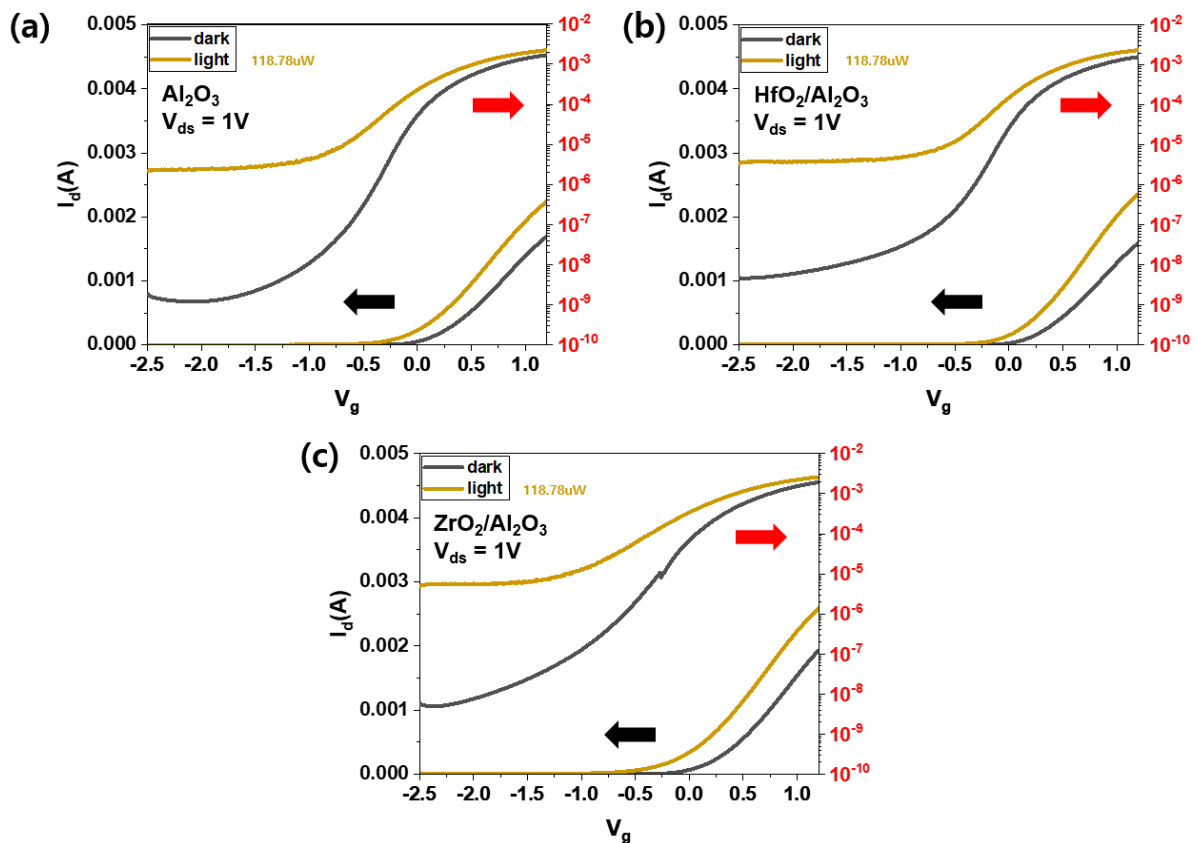 (a)
dark
light
118.78uW
Al₂O₃
V_ds = 1V
I_d(A)
0.005
0.004
0.003
0.002
0.001
0.000
10⁻²
10⁻³
10⁻⁴
10⁻⁵
10⁻⁶
10⁻⁷
10⁻⁸
10⁻⁹
10⁻¹⁰
-2.5 -2.0 -1.5 -1.0 -0.5 0.0 0.5 1.0
V_g
(b)
dark
light
118.78uW
HfO₂/Al₂O₃
V_ds = 1V
I_d(A)
0.005
0.004
0.003
0.002
0.001
0.000
10⁻²
10⁻³
10⁻⁴
10⁻⁵
10⁻⁶
10⁻⁷
10⁻⁸
10⁻⁹
10⁻¹⁰
-2.5 -2.0 -1.5 -1.0 -0.5 0.0 0.5 1.0
V_g
(c)
dark
light
118.78uW
ZrO₂/Al₂O₃
V_ds = 1V
I_d(A)
0.005
0.004
0.003
0.002
0.001
0.000
10⁻²
10⁻³
10⁻⁴
10⁻⁵
10⁻⁶
10⁻⁷
10⁻⁸
10⁻⁹
10⁻¹⁰
-2.5 -2.0 -1.5 -1.0 -0.5 0.0 0.5 1.0
V_g